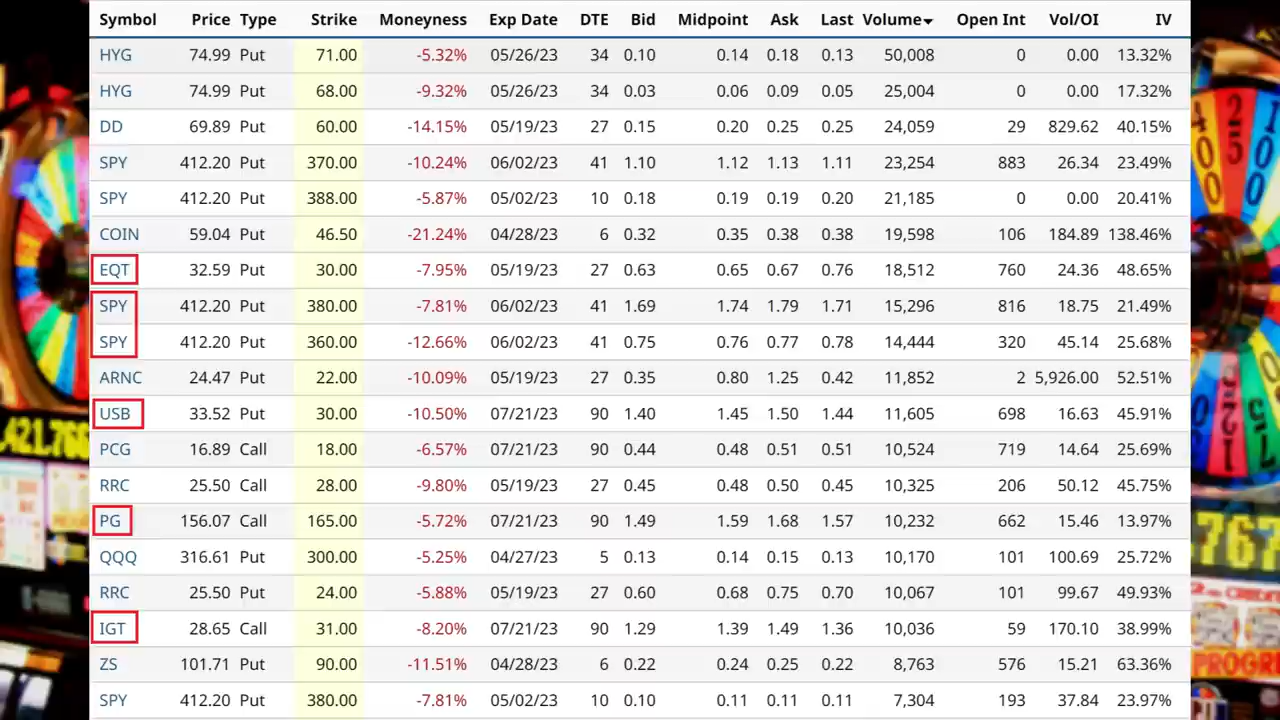 Symbol Price Type Strike Moneyness Exp Date DTE Bid Midpoint Ask Last Volume Open Int Vol/OI IV
HYG 74.99 Put 71.00 -5.32% 05/26/23 34 0.10 0.14 0.18 0.13 50,008 0 0.00 13.32%
HYG 74.99 Put 68.00 -9.32% 05/26/23 34 0.03 0.06 0.09 0.05 25,004 0 0.00 17.32%
DD 69.89 Put 60.00 -14.15% 05/19/23 27 0.15 0.20 0.25 0.25 24,059 29 829.62 40.15%
SPY 412.20 Put 370.00 -10.24% 06/02/23 41 1.10 1.12 1.13 1.11 23,254 883 26.34 23.49%
SPY 412.20 Put 388.00 -5.87% 05/02/23 10 0.18 0.19 0.19 0.20 21,185 0 0.00 20.41%
COIN 59.04 Put 46.50 -21.24% 04/28/23 6 0.32 0.35 0.38 0.38 19,598 106 184.89 138.46%
EQT 32.59 Put 30.00 -7.95% 05/19/23 27 0.63 0.65 0.67 0.76 18,512 760 24.36 48.65%
SPY 412.20 Put 380.00 -7.81% 06/02/23 41 1.69 1.74 1.79 1.71 15,296 816 18.75 21.49%
SPY 412.20 Put 360.00 -12.66% 06/02/23 41 0.75 0.76 0.77 0.78 14,444 320 45.14 25.68%
ARNC 24.47 Put 22.00 -10.09% 05/19/23 27 0.35 0.80 1.25 0.42 11,852 2 5,926.00 52.51%
USB 33.52 Put 30.00 -10.50% 07/21/23 90 1.40 1.45 1.50 1.44 11,605 698 16.63 45.91%
PCG 16.89 Call 18.00 -6.57% 07/21/23 90 0.44 0.48 0.51 0.51 10,524 719 14.64 25.69%
RRC 25.50 Call 28.00 -9.80% 05/19/23 27 0.45 0.48 0.50 0.45 10,325 206 50.12 45.75%
PG 156.07 Call 165.00 -5.72% 07/21/23 90 1.49 1.59 1.68 1.57 10,232 662 15.46 13.97%
QQQ 316.61 Put 300.00 -5.25% 04/27/23 5 0.13 0.14 0.15 0.13 10,170 101 100.69 25.72%
RRC 25.50 Put 24.00 -5.88% 05/19/23 27 0.60 0.68 0.75 0.70 10,067 101 99.67 49.93%
IGT 28.65 Call 31.00 -8.20% 07/21/23 90 1.29 1.39 1.49 1.36 10,036 59 170.10 38.99%
ZS 101.71 Put 90.00 -11.51% 04/28/23 6 0.22 0.24 0.25 0.22 8,763 576 15.21 63.36%
SPY 412.20 Put 380.00 -7.81% 05/02/23 10 0.10 0.11 0.11 0.11 7,304 193 37.84 23.97%